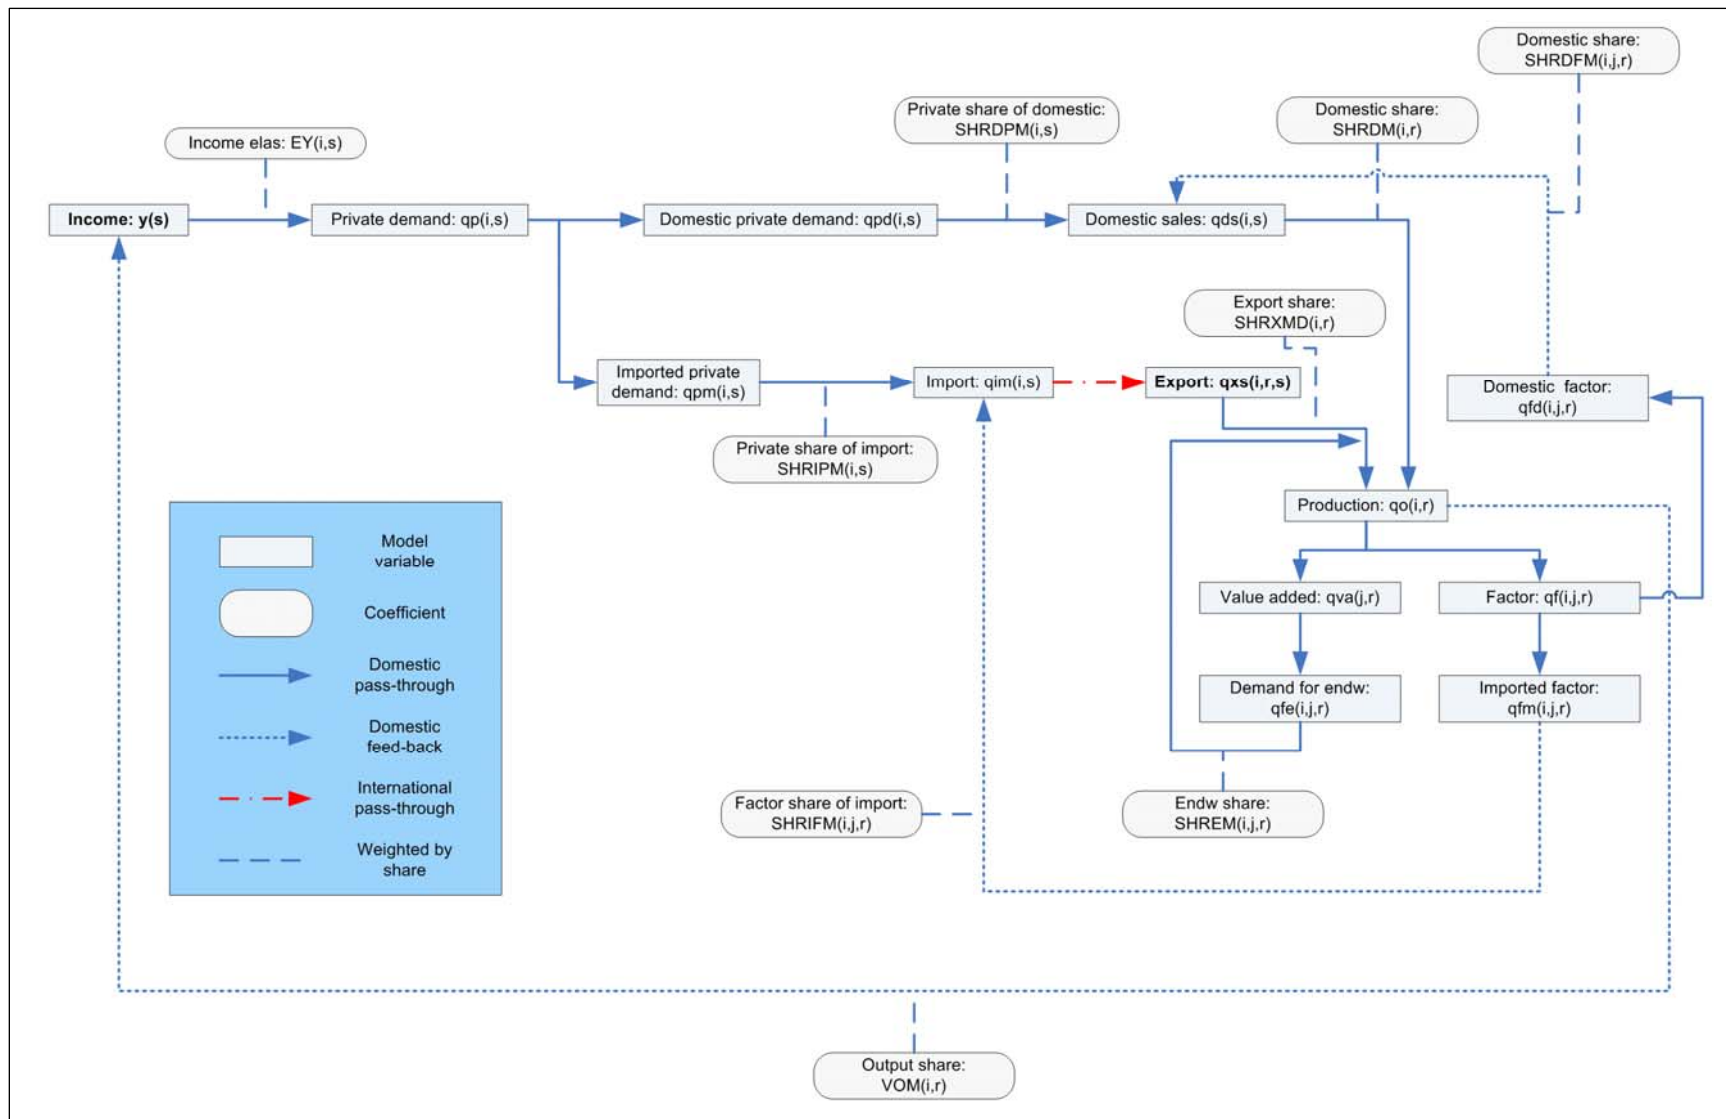 Domestic share:
SHRDFM(i,j,r)
Private share of domestic:
SHRDPM(i,s)
Domestic share:
SHRDM(i,r)
Income elas: EY(i,s)
Income: y(s)
Private demand: qp(i,s)
Domestic private demand: qpd(i,s)
Domestic sales: qds(i,s)
Export share:
SHRXMD(i,r)
Imported private
demand: qpm(i,s)
Import: qim(i,s)
Export: qxs(i,r,s)
Domestic factor:
qfd(i,j,r)
Private share of import:
SHRIPM(i,s)
Production: qo(i,r)
Value added: qva(j,r)
Factor: qf(i,j,r)
Demand for endw:
qfe(i,j,r)
Imported factor:
qfm(i,j,r)
Factor share of import:
SHRIFM(i,j,r)
Endw share:
SHREM(i,j,r)
Model
variable
Coefficient
Domestic
pass-through
Domestic
feed-back
International
pass-through
Weighted by
share
Output share:
VOM(i,r)